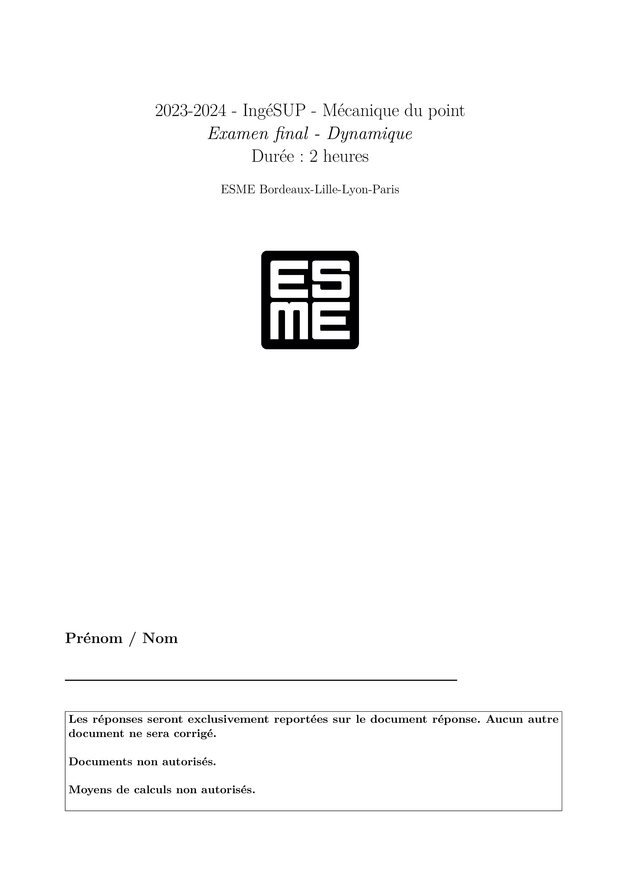 2023-2024 - IngéSUP - Mécanique du point
Examen final - Dynamique
Durée : 2 heures
ESME Bordeaux-Lille-Lyon-Paris
ES
ME
Prénom / Nom
Les réponses seront exclusivement reportées sur le document réponse. Aucun autre
document ne sera corrigé.
Documents non autorisés.
Moyens de calculs non autorisés.